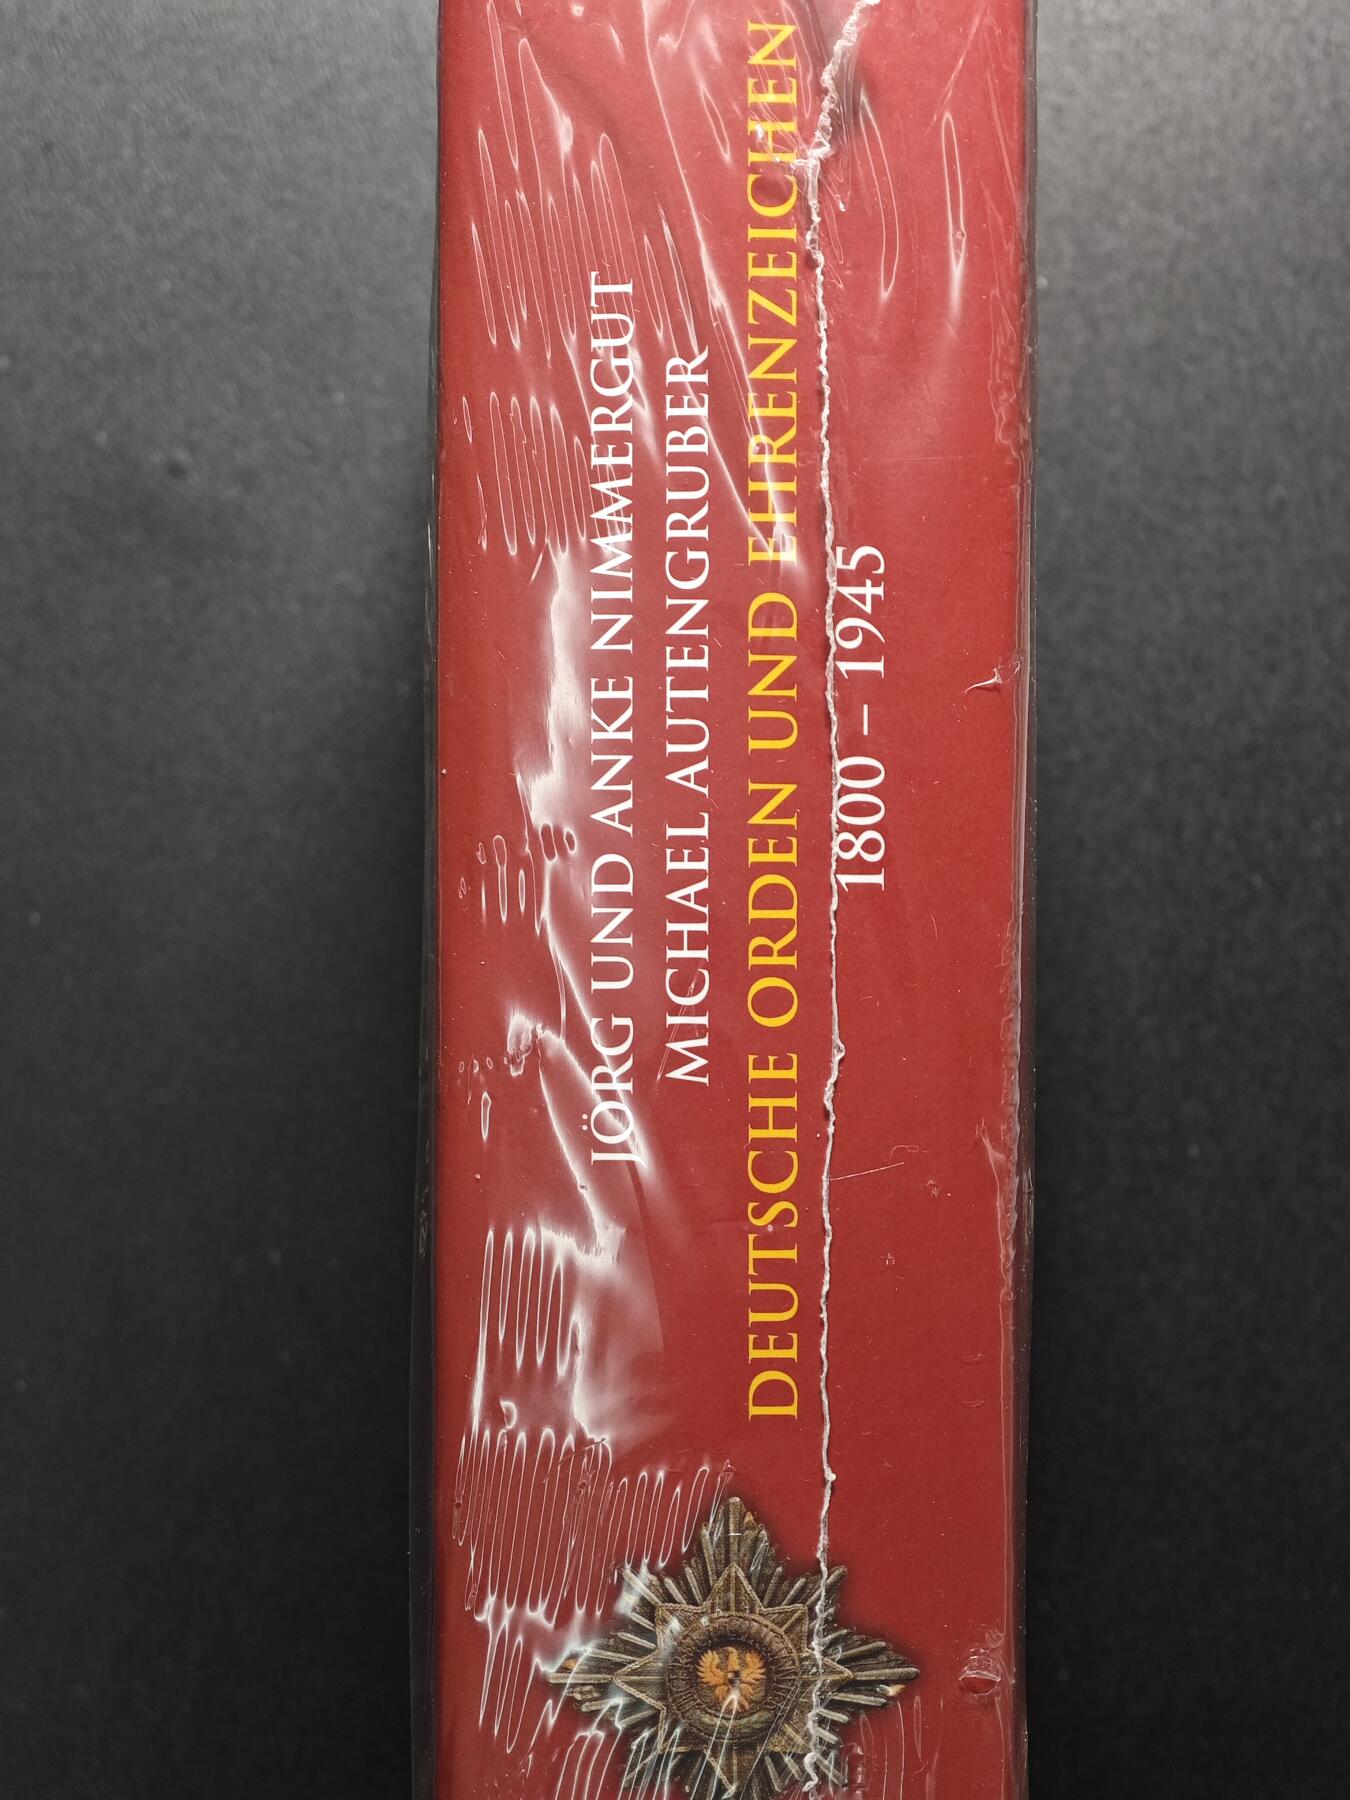 JÖRG UND ANKE NIMMERGUT
MICHAEL AUTENGRUBER
DEUTSCHE ORDEN UND EHRENZEICHEN
1800 – 1945